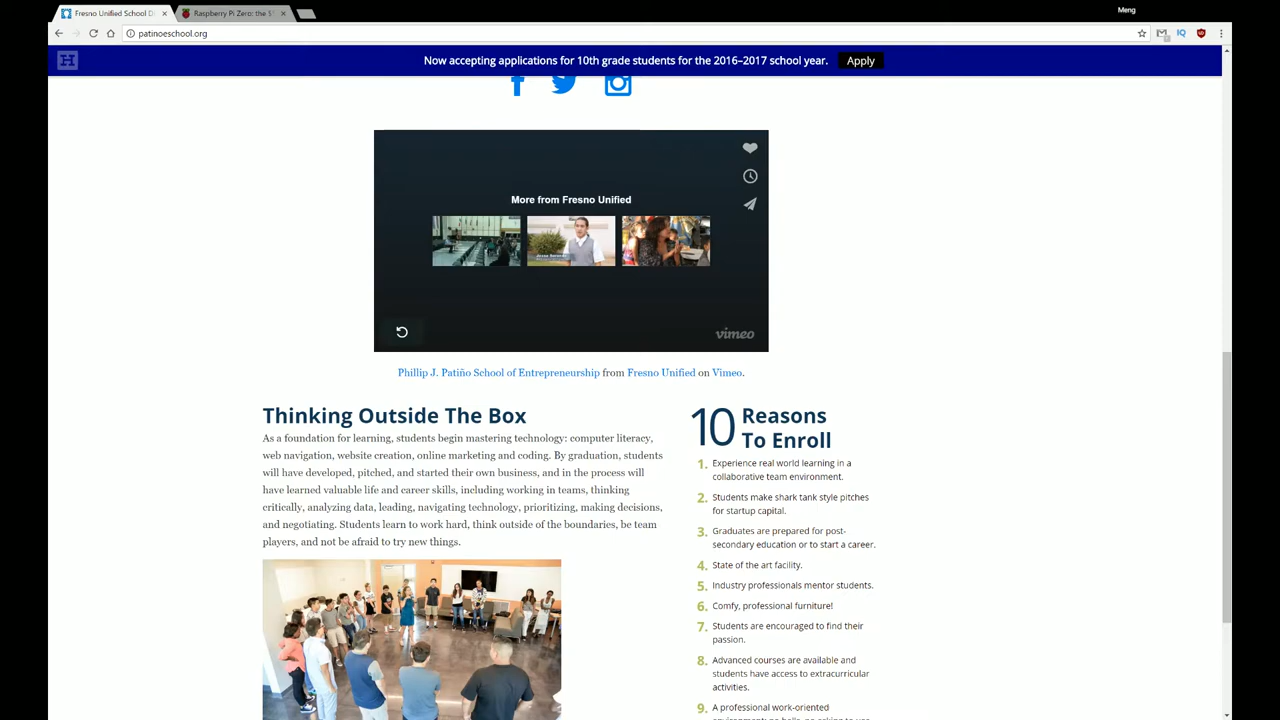 Meng
Fresno Unified School D
Raspberry Pi Zero: the $5
patinoeschool.org
Now accepting applications for 10th grade students for the 2016–2017 school year.
Apply
More from Fresno Unified
vimeo
Phillip J. Patiño School of Entrepreneurship from Fresno Unified on Vimeo.
Thinking Outside The Box
As a foundation for learning, students begin mastering technology: computer literacy,
web navigation, website creation, online marketing and coding. By graduation, students
will have developed, pitched, and started their own business, and in the process will
have learned valuable life and career skills, including working in teams, thinking
critically, analyzing data, leading, navigating technology, prioritizing, making decisions,
and negotiating. Students learn to work hard, think outside of the boundaries, be team
players, and not be afraid to try new things.
10 Reasons
To Enroll
1. Experience real world learning in a
collaborative team environment.
2. Students make shark tank style pitches
for startup capital.
3. Graduates are prepared for post-
secondary education or to start a career.
4. State of the art facility.
5. Industry professionals mentor students.
6. Comfy, professional furniture!
7. Students are encouraged to find their
passion.
8. Advanced courses are available and
students have access to extracurricular
activities.
9. A professional work-oriented